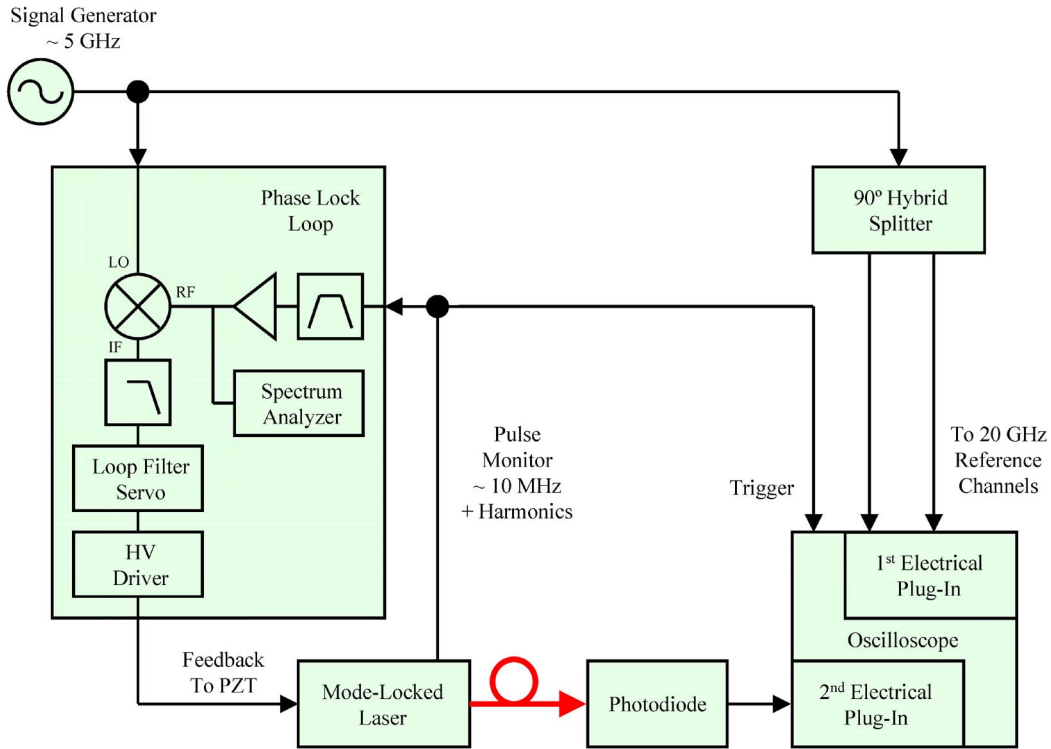 Signal Generator
~ 5 GHz
Phase Lock
Loop
90º Hybrid
Splitter
LO
RF
IF
Spectrum
Analyzer
Loop Filter
Servo
HV
Driver
Pulse
Monitor
~ 10 MHz
+ Harmonics
Trigger
To 20 GHz
Reference
Channels
1st Electrical
Plug-In
Oscilloscope
2nd Electrical
Plug-In
Feedback
To PZT
Mode-Locked
Laser
Photodiode